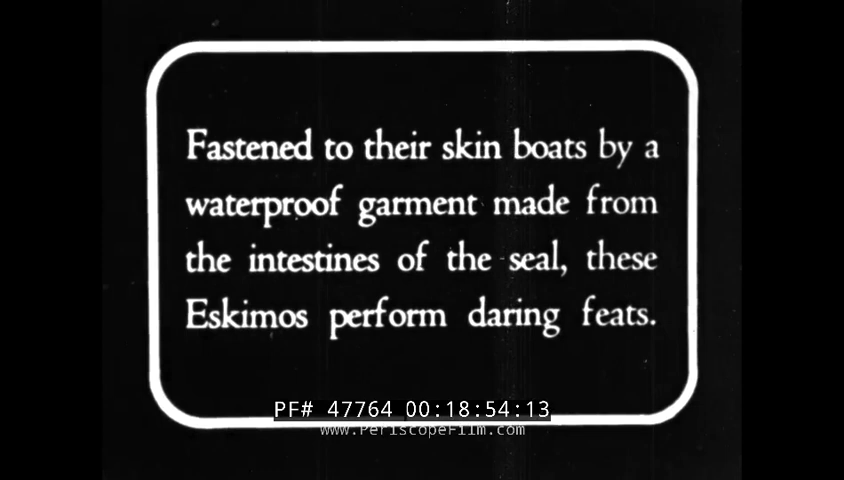 Fastened to their skin boats by a
waterproof garment made from
the intestines of the seal, these
Eskimos perform daring feats.
PF# 47764 00:18:54:13
www.PeriscopeFilm.com